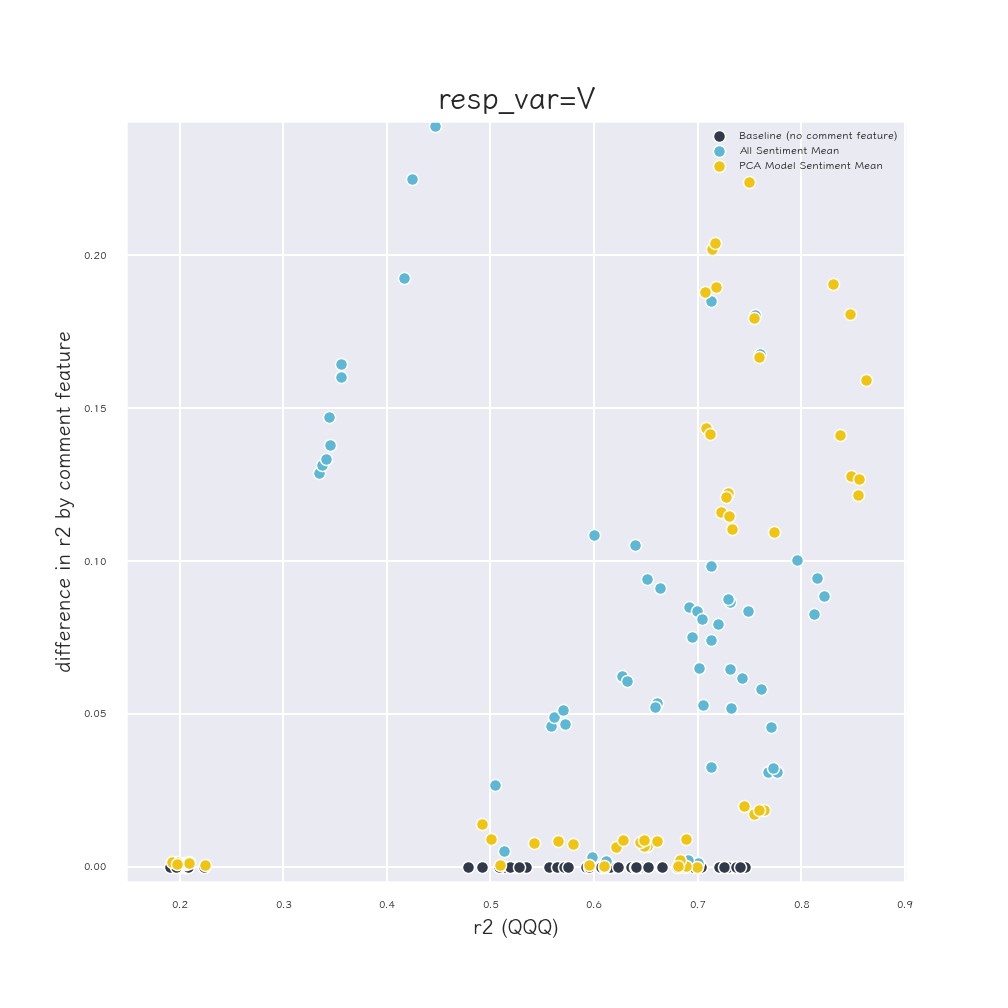 resp_var=V
Baseline (no comment feature)
All Sentiment Mean
PCA Model Sentiment Mean
difference in r2 by comment feature
0.20
0.15
0.10
0.05
0.00
0.2 0.3 0.4 0.5 0.6 0.7 0.8 0.9
r2 (QQQ)